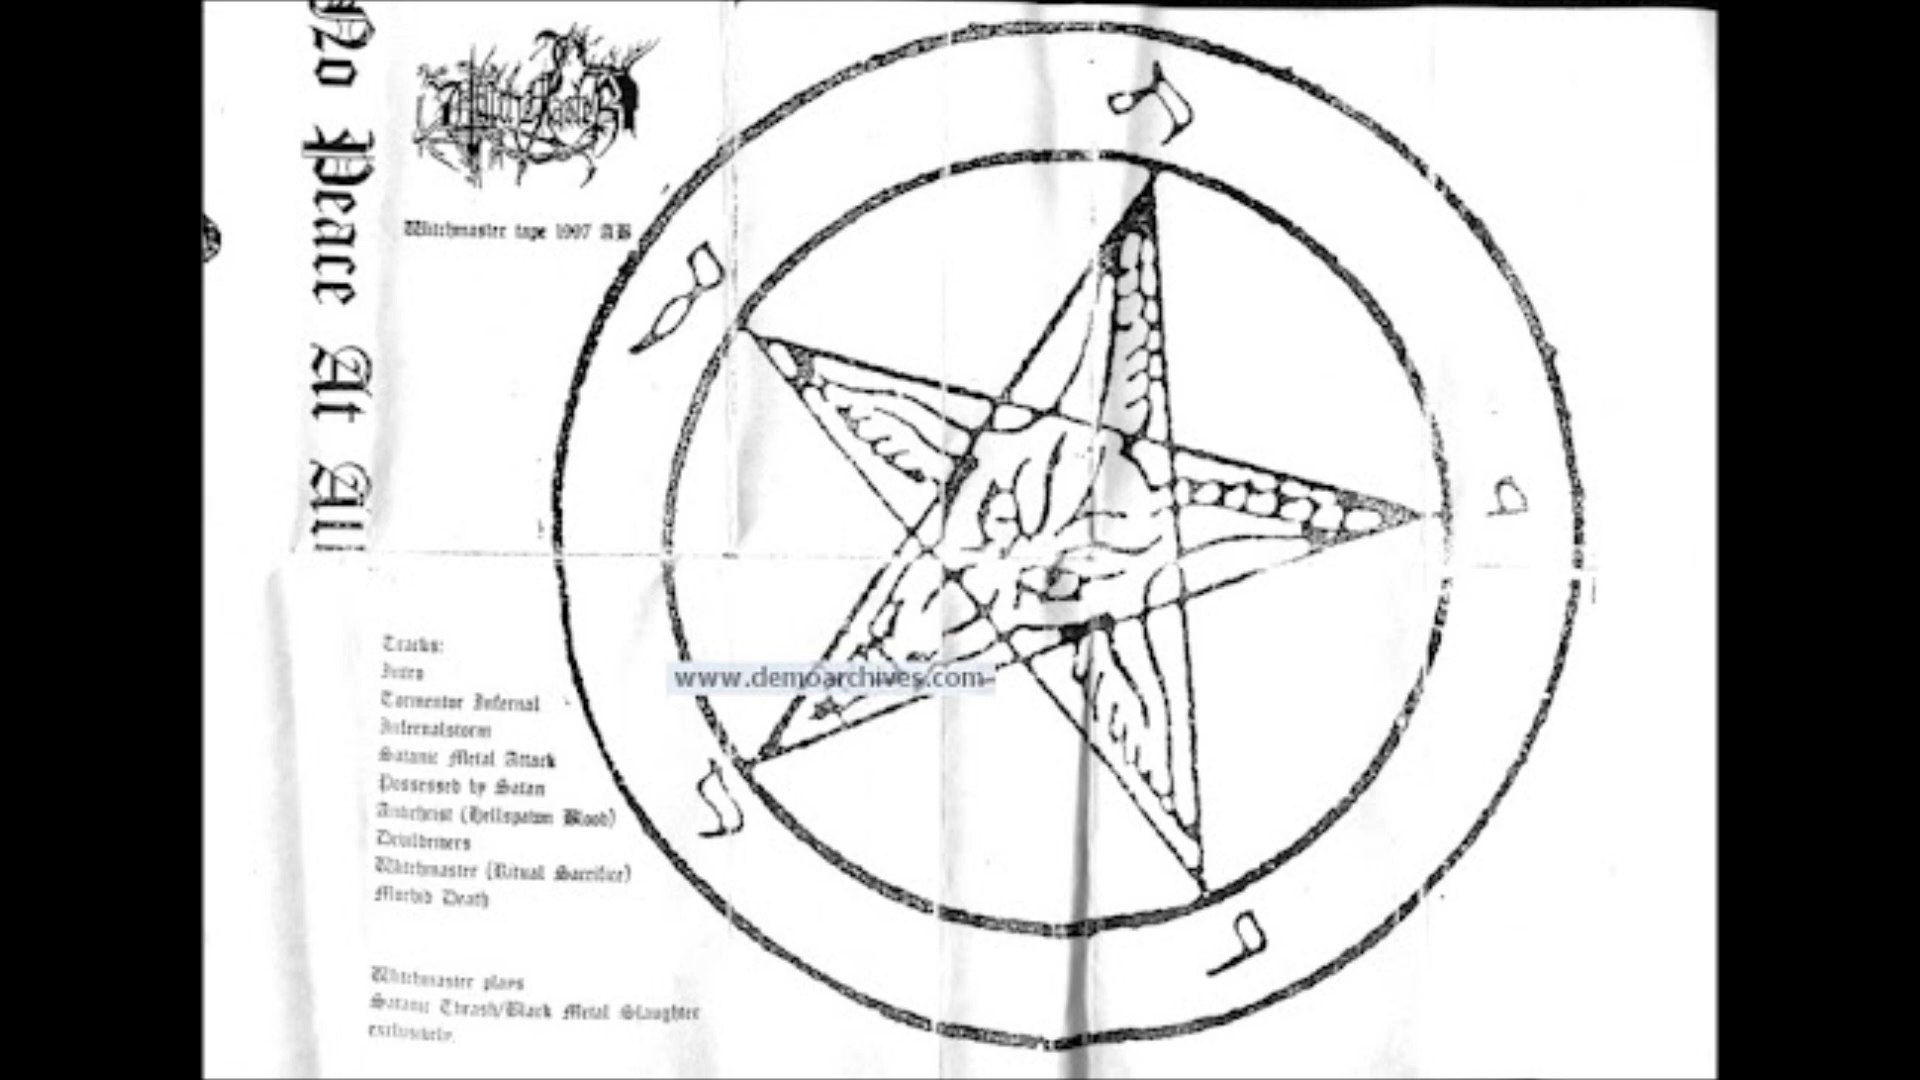 No Peace At All
WitchMaster
Witchmaster tape 1997 AB
Tracks:
Intro
Tormentor Infernal
Infernalstorm
Satanic Metal Attack
Possessed by Satan
Antichrist (Hellspawn Blood)
Devildrivers
Witchmaster (Ritual Sacrifice)
Morbid Death
Witchmaster plays
Satanic Thrash/Black Metal Slaughter
exclusively.
www.demoarchives.com